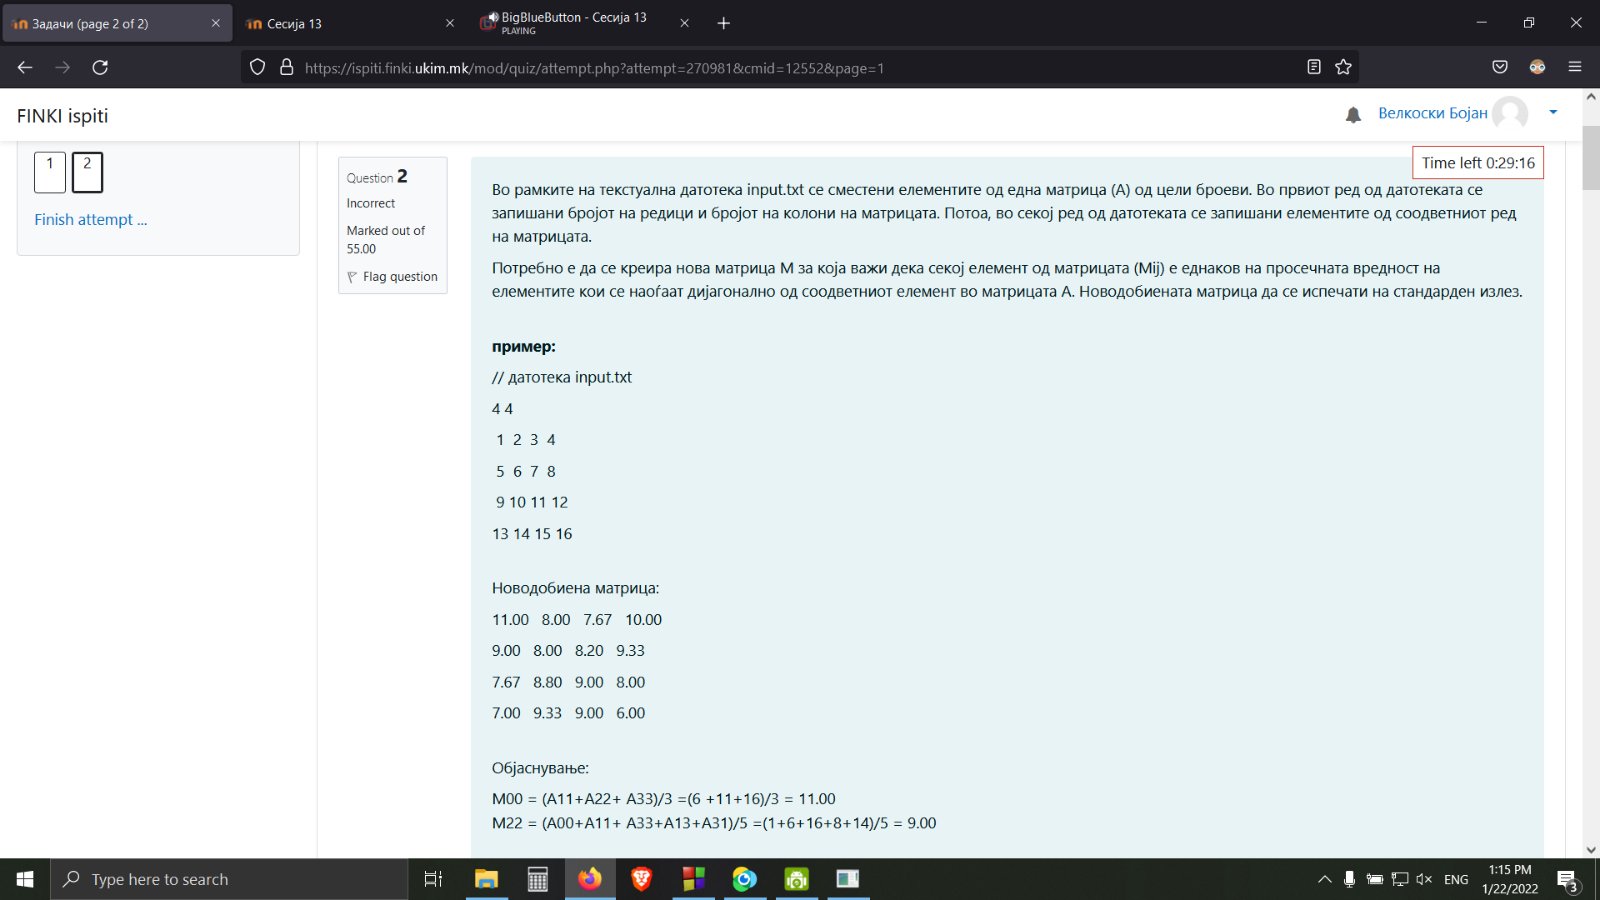 Задачи (page 2 of 2)
Сесија 13
BigBlueButton - Сесија 13
PLAYING
https://ispiti.finki.ukim.mk/mod/quiz/attempt.php?attempt=270981&cmid=12552&page=1
FINKI ispiti
Велкоски Бојан
1 2
Finish attempt ...
Question 2
Incorrect
Marked out of
55.00
Flag question
Time left 0:29:16
Во рамките на текстуална датотека input.txt се сместени елементите од една матрица (А) од цели броеви. Во првиот ред од датотеката се
запишани бројот на редици и бројот на колони на матрицата. Потоа, во секој ред од датотеката се запишани елементите од соодветниот ред
на матрицата.
Потребно е да се креира нова матрица М за која важи дека секој елемент од матрицата (Mij) е еднаков на просечната вредност на
елементите кои се наоѓаат дијагонално од соодветниот елемент во матрицата А. Новодобиената матрица да се испечати на стандарден излез.
пример:
// датотека input.txt
4 4
1 2 3 4
5 6 7 8
9 10 11 12
13 14 15 16
Новодобиена матрица:
11.00 8.00 7.67 10.00
9.00 8.00 8.20 9.33
7.67 8.80 9.00 8.00
7.00 9.33 9.00 6.00
Објаснување:
M00 = (A11+A22+ A33)/3 =(6 +11+16)/3 = 11.00
M22 = (A00+A11+ A33+A13+A31)/5 =(1+6+16+8+14)/5 = 9.00
Type here to search
ENG
1:15 PM
1/22/2022
3